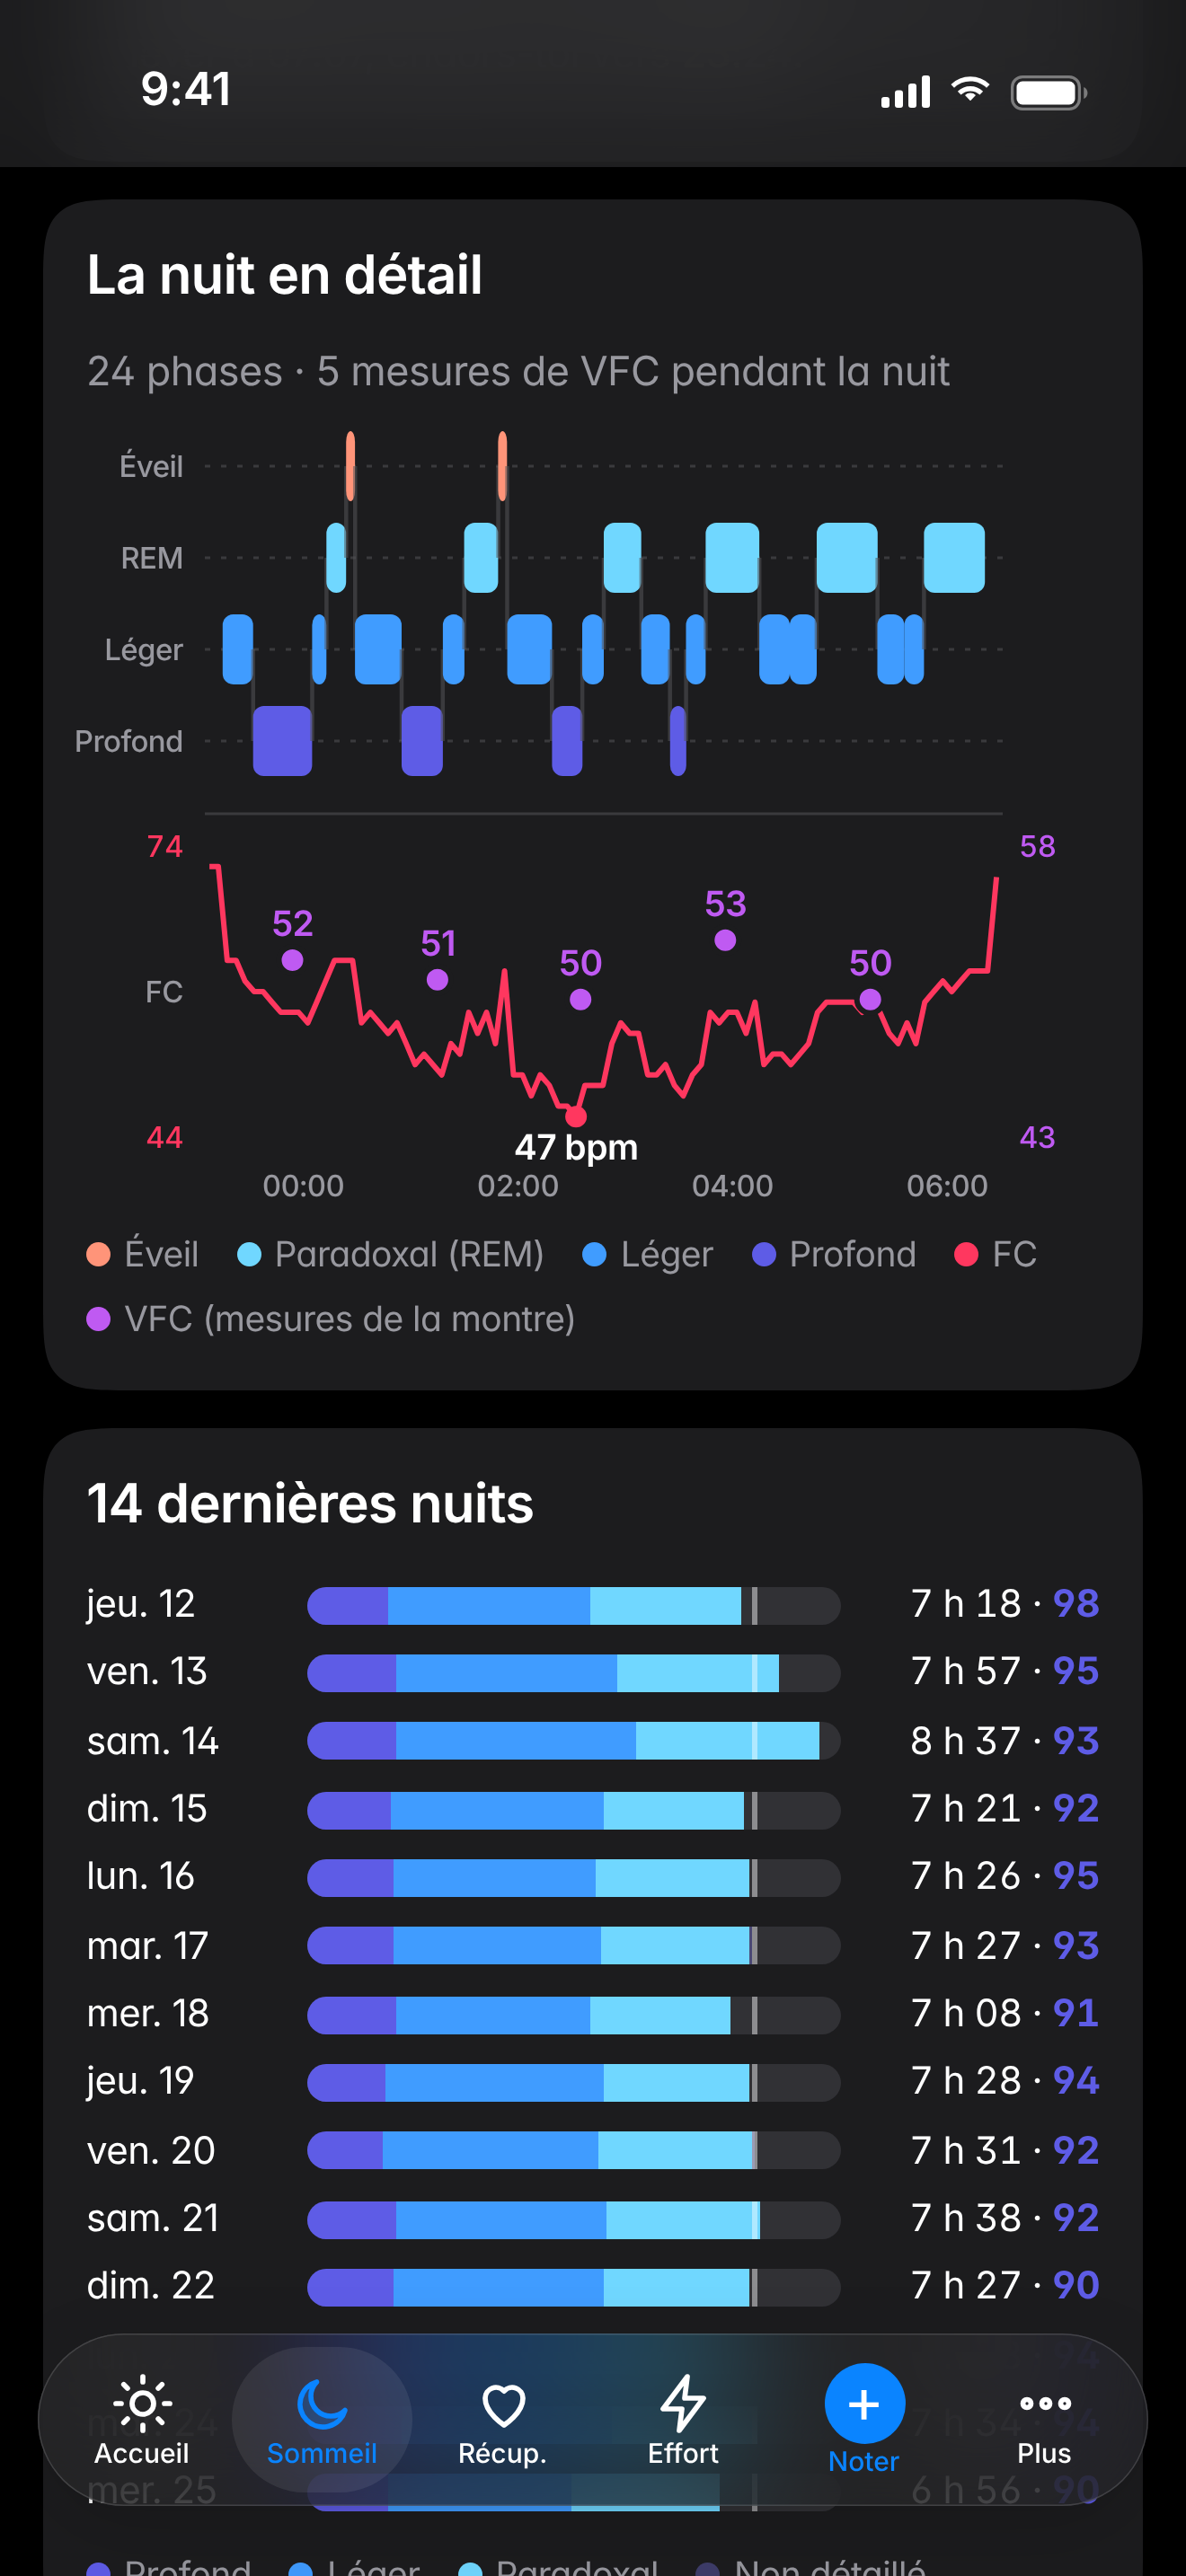 9:41
La nuit en détail
24 phases · 5 mesures de VFC pendant la nuit
Éveil
REM
Léger
Profond
74
58
52
51
50
53
50
FC
44
43
47 bpm
00:00 02:00 04:00 06:00
Éveil Paradoxal (REM) Léger Profond FC
VFC (mesures de la montre)
14 dernières nuits
jeu. 12 7 h 18 · 98
ven. 13 7 h 57 · 95
sam. 14 8 h 37 · 93
dim. 15 7 h 21 · 92
lun. 16 7 h 26 · 95
mar. 17 7 h 27 · 93
mer. 18 7 h 08 · 91
jeu. 19 7 h 28 · 94
ven. 20 7 h 31 · 92
sam. 21 7 h 38 · 92
dim. 22 7 h 27 · 90
94
mar. 24 7 h 34 · 94
Accueil Sommeil Récup. Effort Noter Plus
mer. 25 6 h 56 · 90
Profond Léger Paradoxal Non détaillé